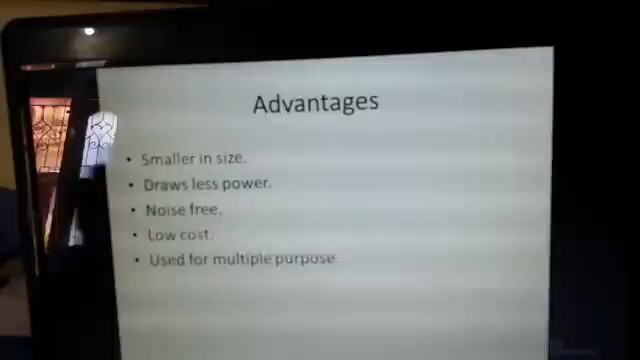 Advantages
• Smaller in size.
• Draws less power.
• Noise free.
• Low cost.
• Used for multiple purpose.